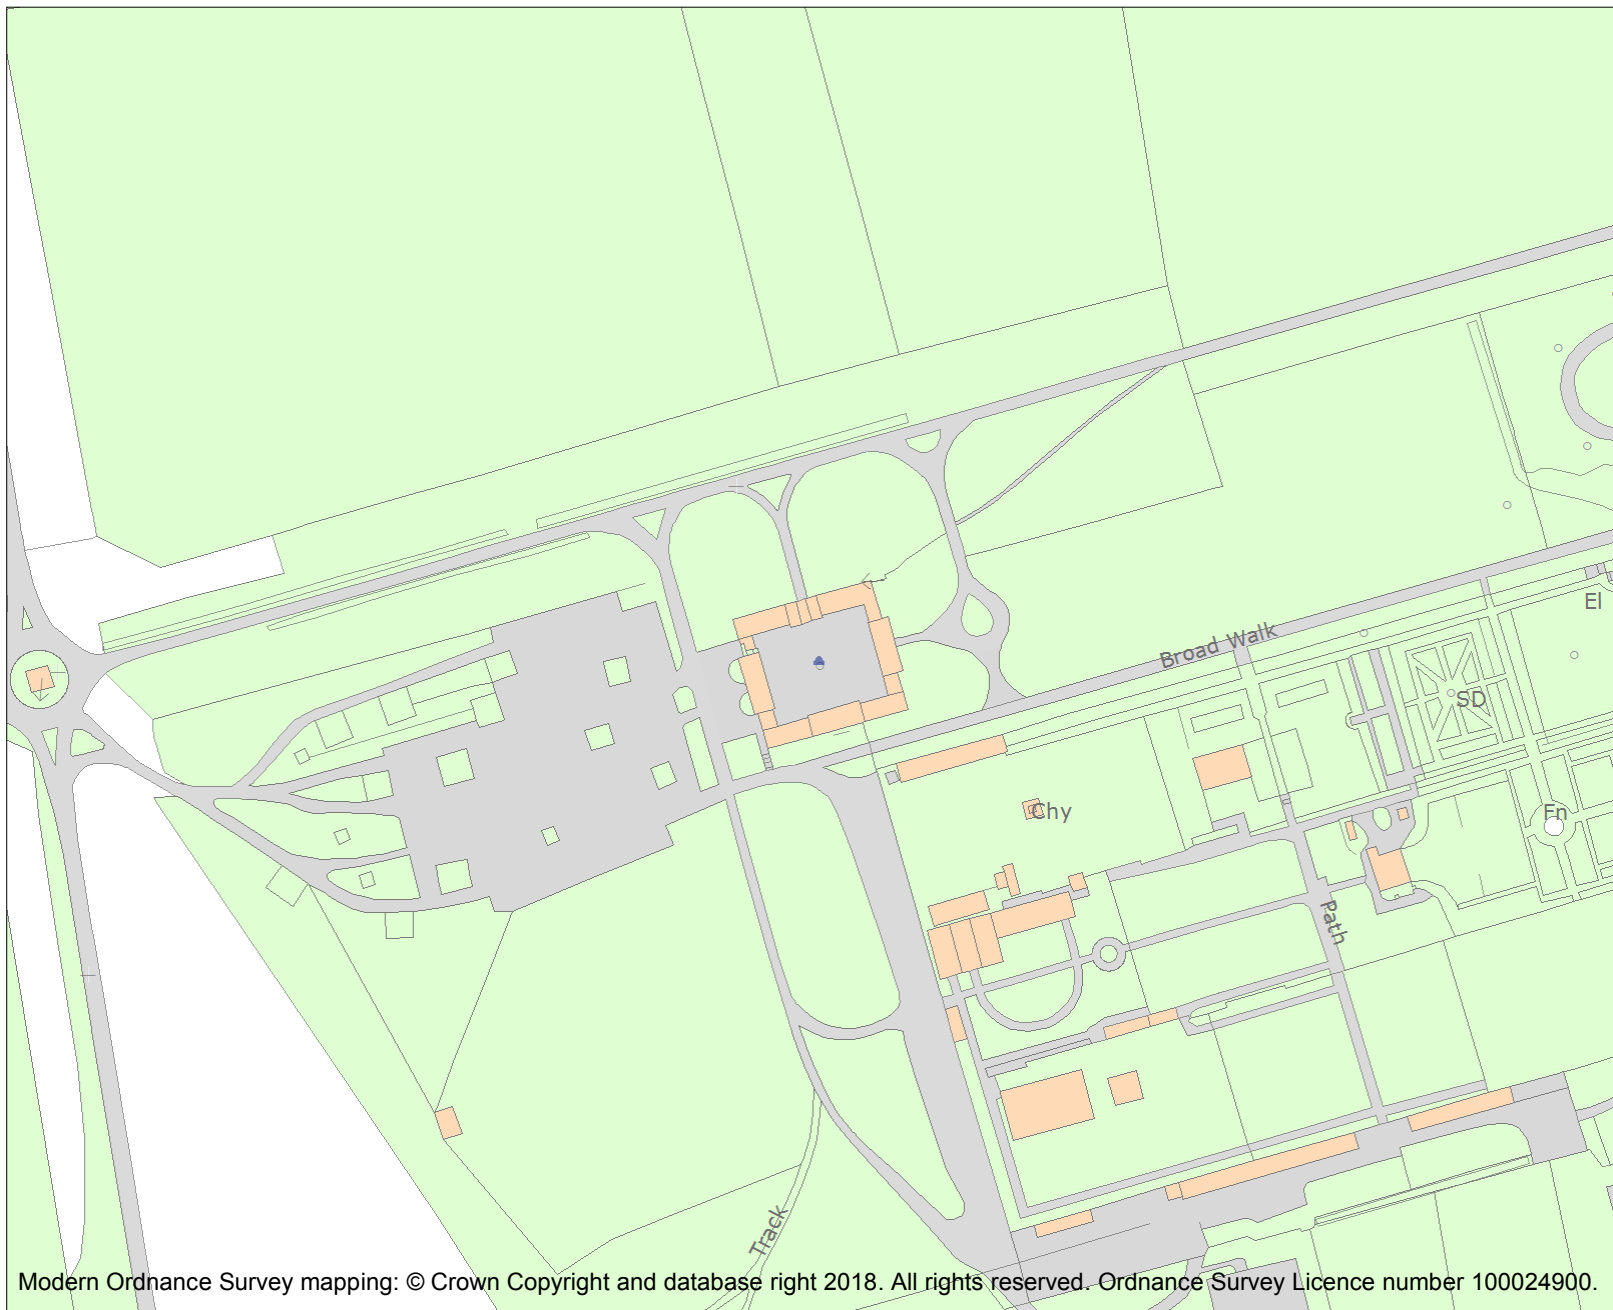 El
Broad Walk
SD
Chy
Fn
Path
Track
Modern Ordnance Survey mapping: © Crown Copyright and database right 2018. All rights reserved. Ordnance Survey Licence number 100024900.